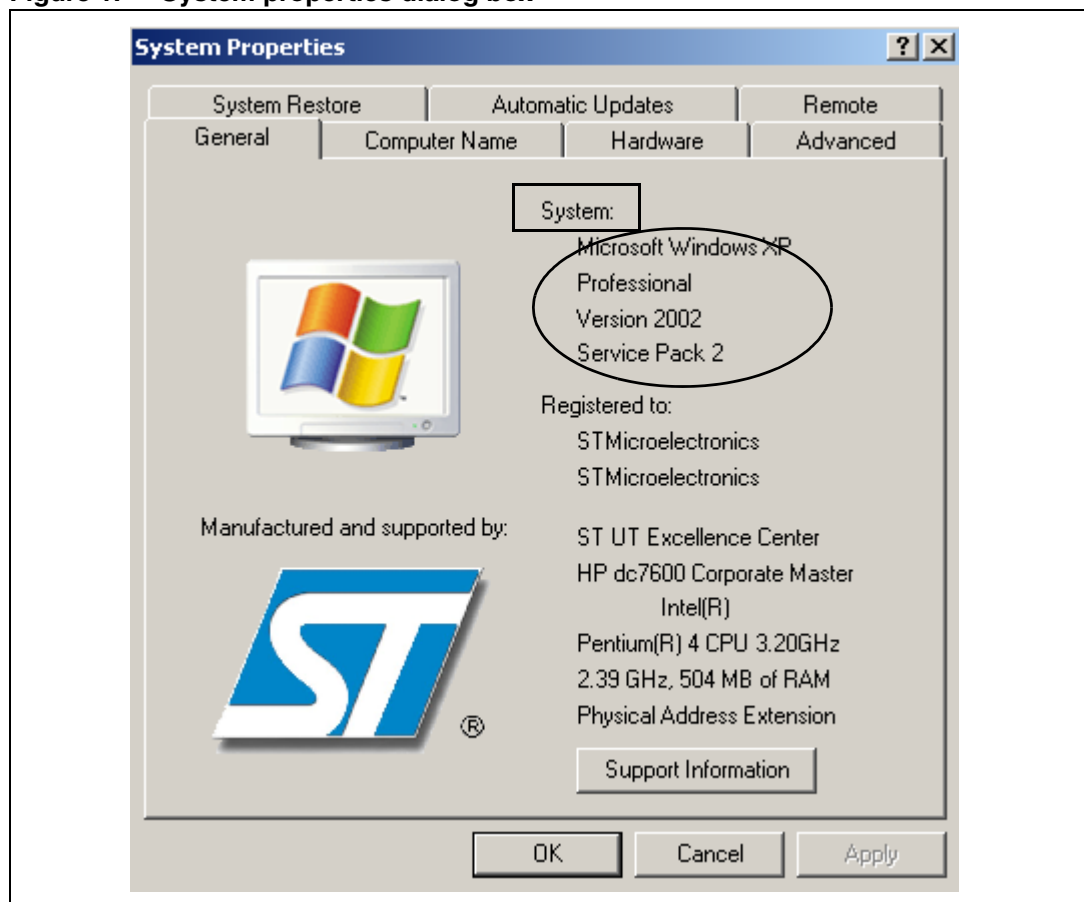 System Properties
System Restore
Automatic Updates
Remote
General
Computer Name
Hardware
Advanced
System:
Microsoft Windows XP
Professional
Version 2002
Service Pack 2
Registered to:
STMicroelectronics
STMicroelectronics
Manufactured and supported by:
ST
®
ST UT Excellence Center
HP dc7600 Corporate Master
Intel(R)
Pentium(R) 4 CPU 3.20GHz
2.39 GHz, 504 MB of RAM
Physical Address Extension
Support Information
OK
Cancel
Apply